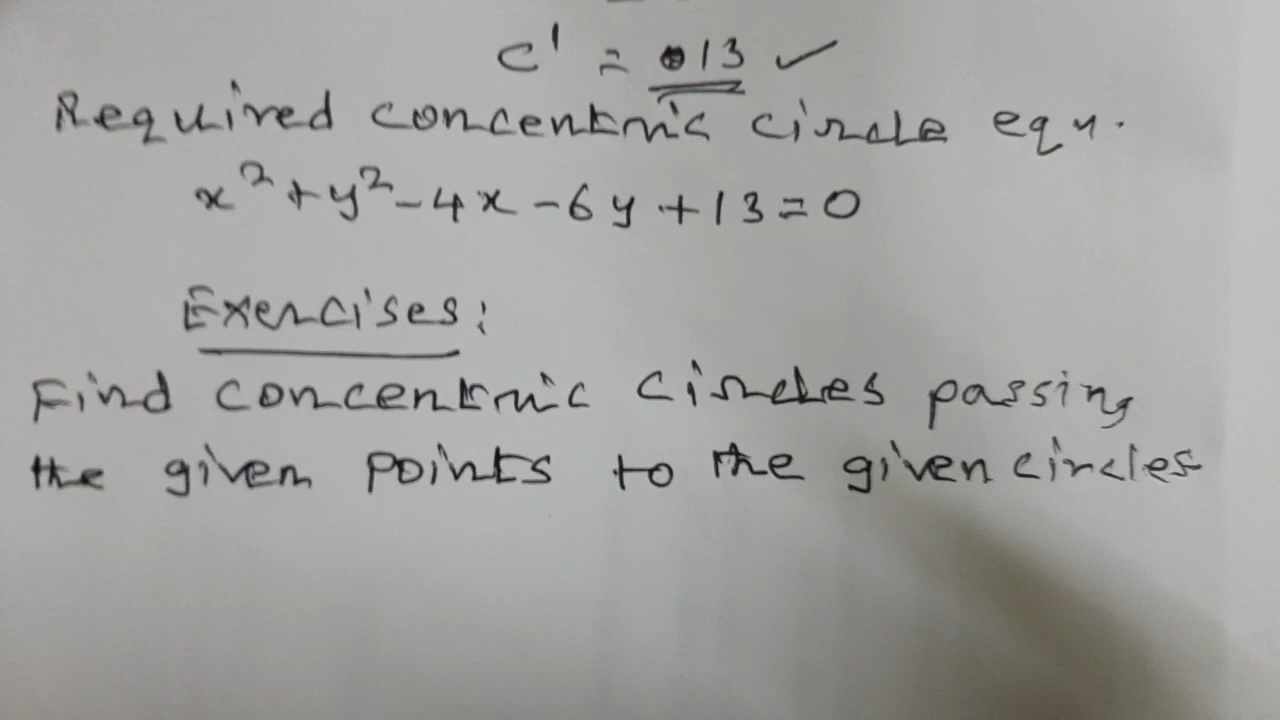 c' = 13 ✓
Required concentric circle eqn.
x² + y² - 4x - 6y + 13 = 0
Exercises:
Find concentric circles passing
the given points to the given circles